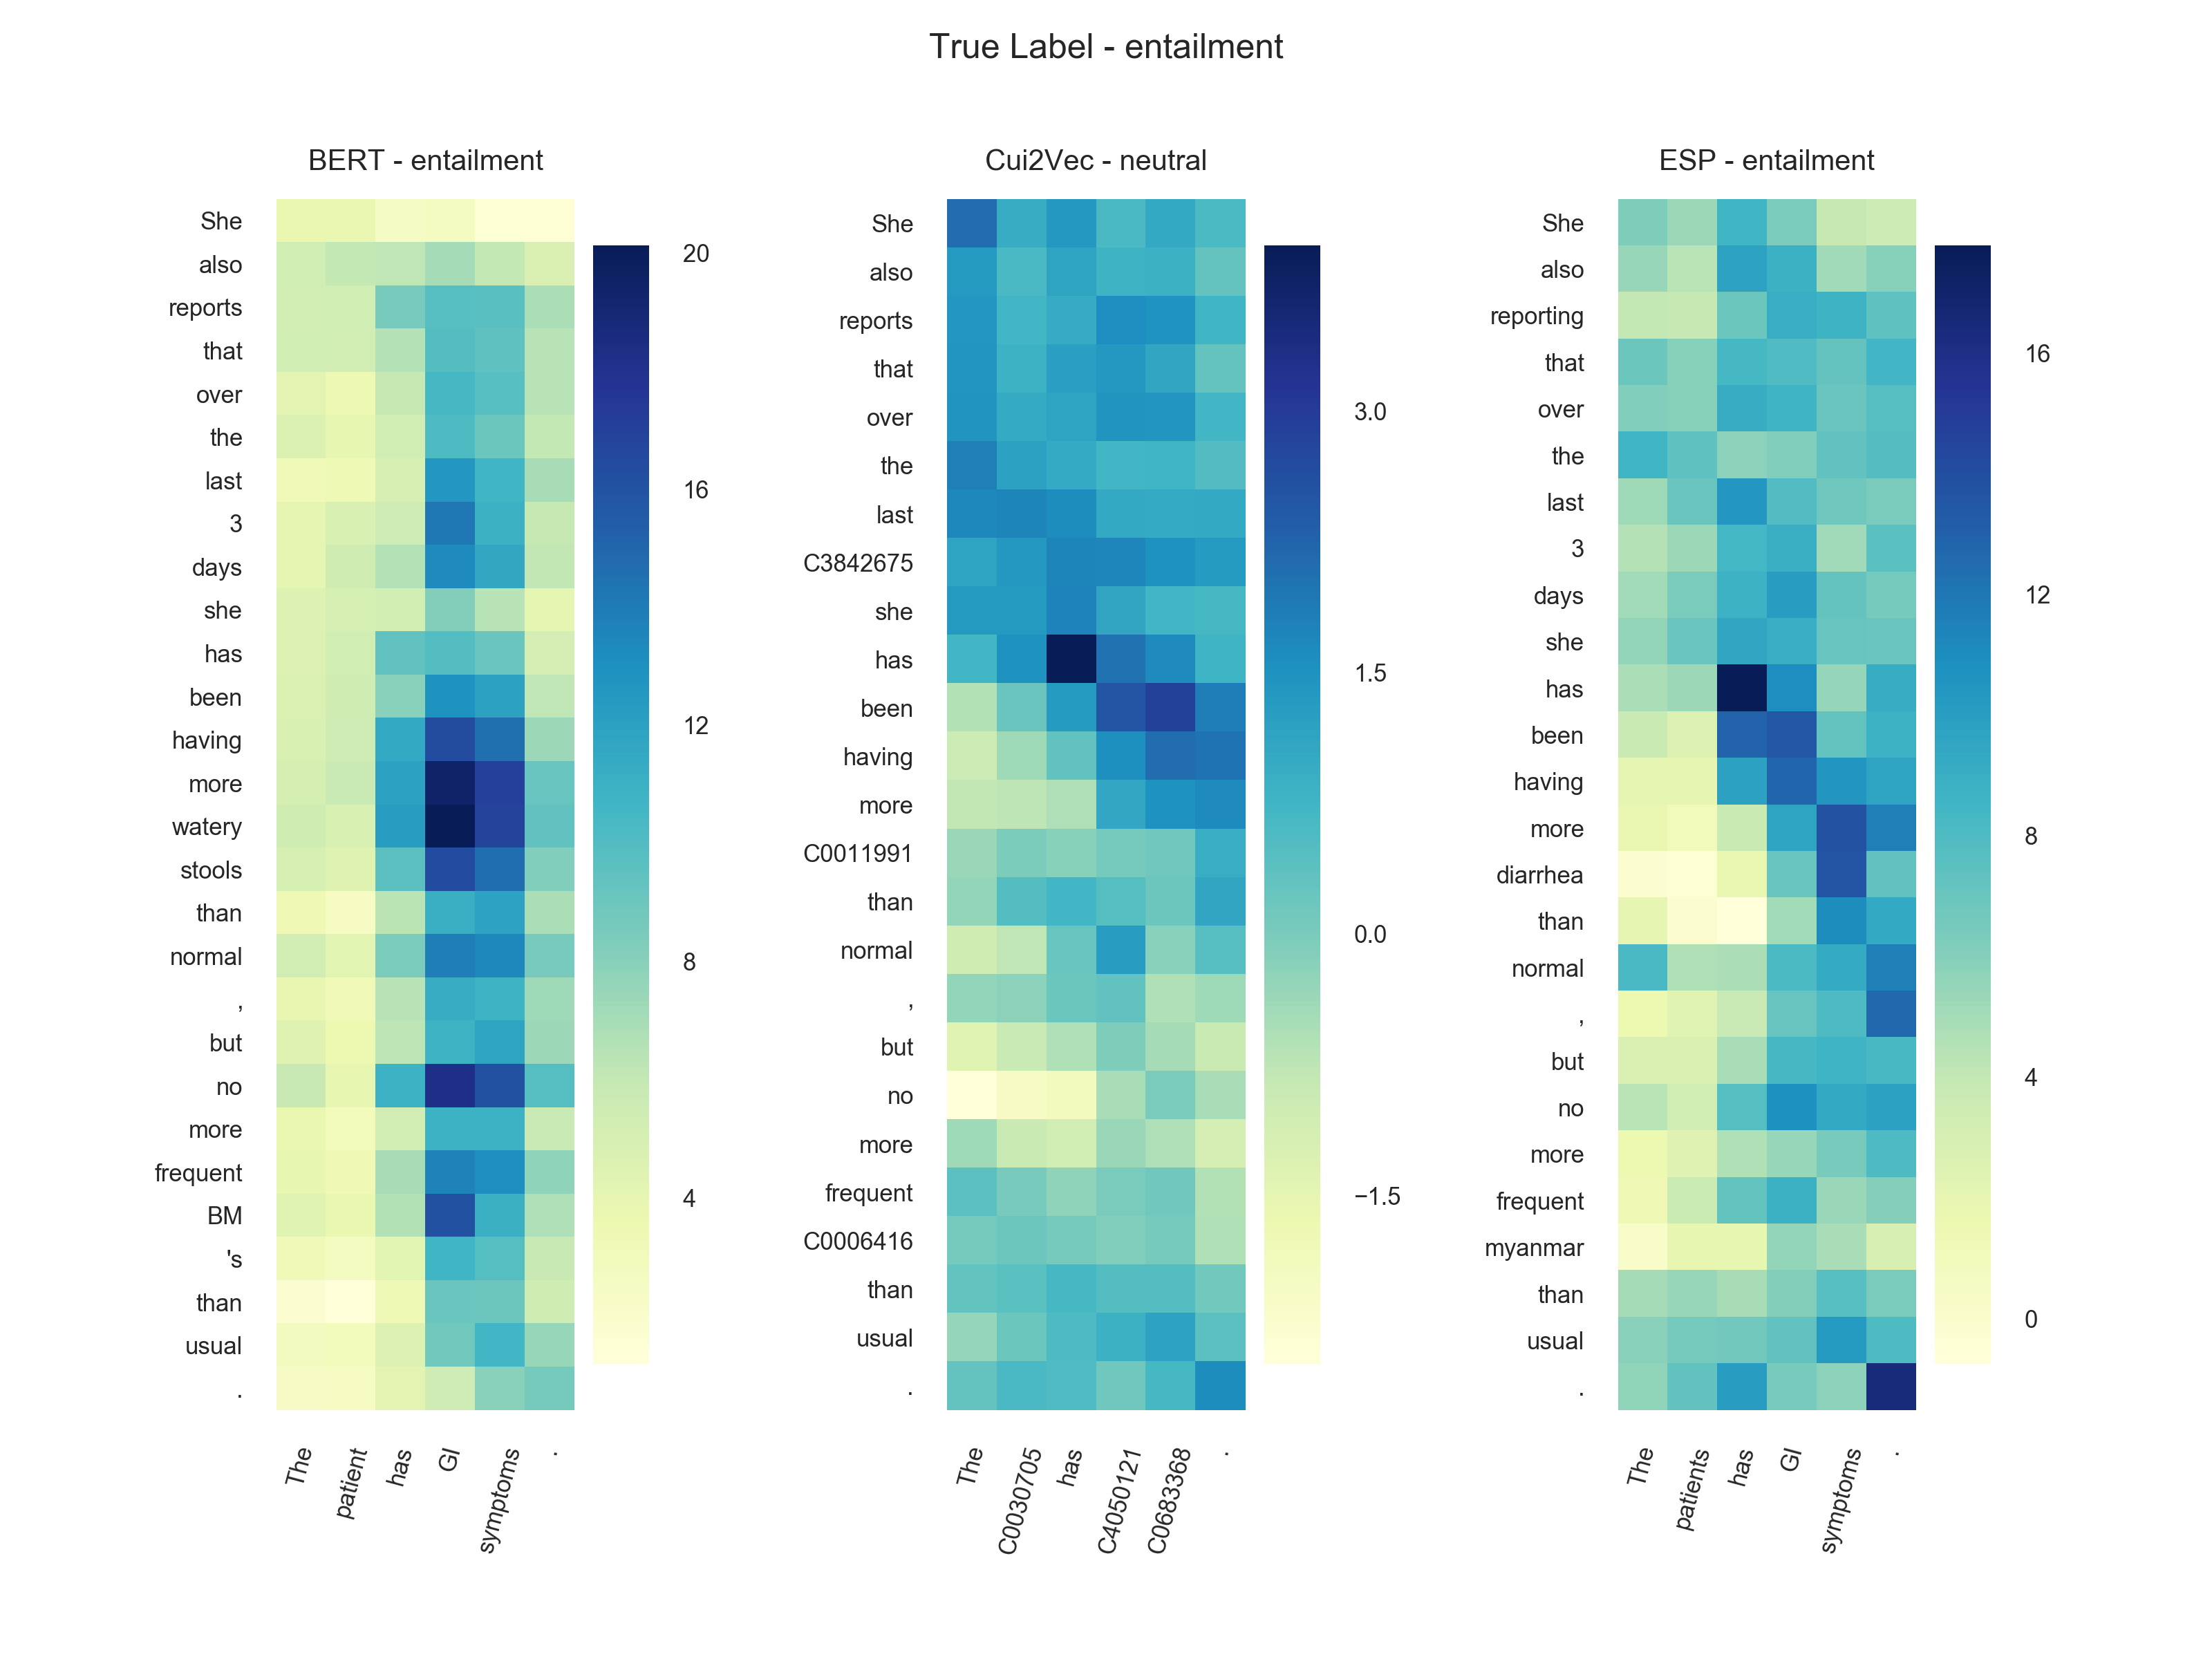 True Label - entailment
BERT - entailment
She
also
reports
that
over
the
last
3
days
she
has
been
having
more
watery
stools
than
normal
,
but
no
more
frequent
BM
's
than
usual
.
The
patient
has
GI
symptoms
.
20
16
12
8
4
Cui2Vec - neutral
She
also
reports
that
over
the
last
C3842675
she
has
been
having
more
C0011991
than
normal
,
but
no
more
frequent
C0006416
than
usual
.
The
C0030705
has
C4050121
C0683368
.
3.0
1.5
0.0
−1.5
ESP - entailment
She
also
reporting
that
over
the
last
3
days
she
has
been
having
more
diarrhea
than
normal
,
but
no
more
frequent
myanmar
than
usual
.
The
patients
has
GI
symptoms
.
16
12
8
4
0